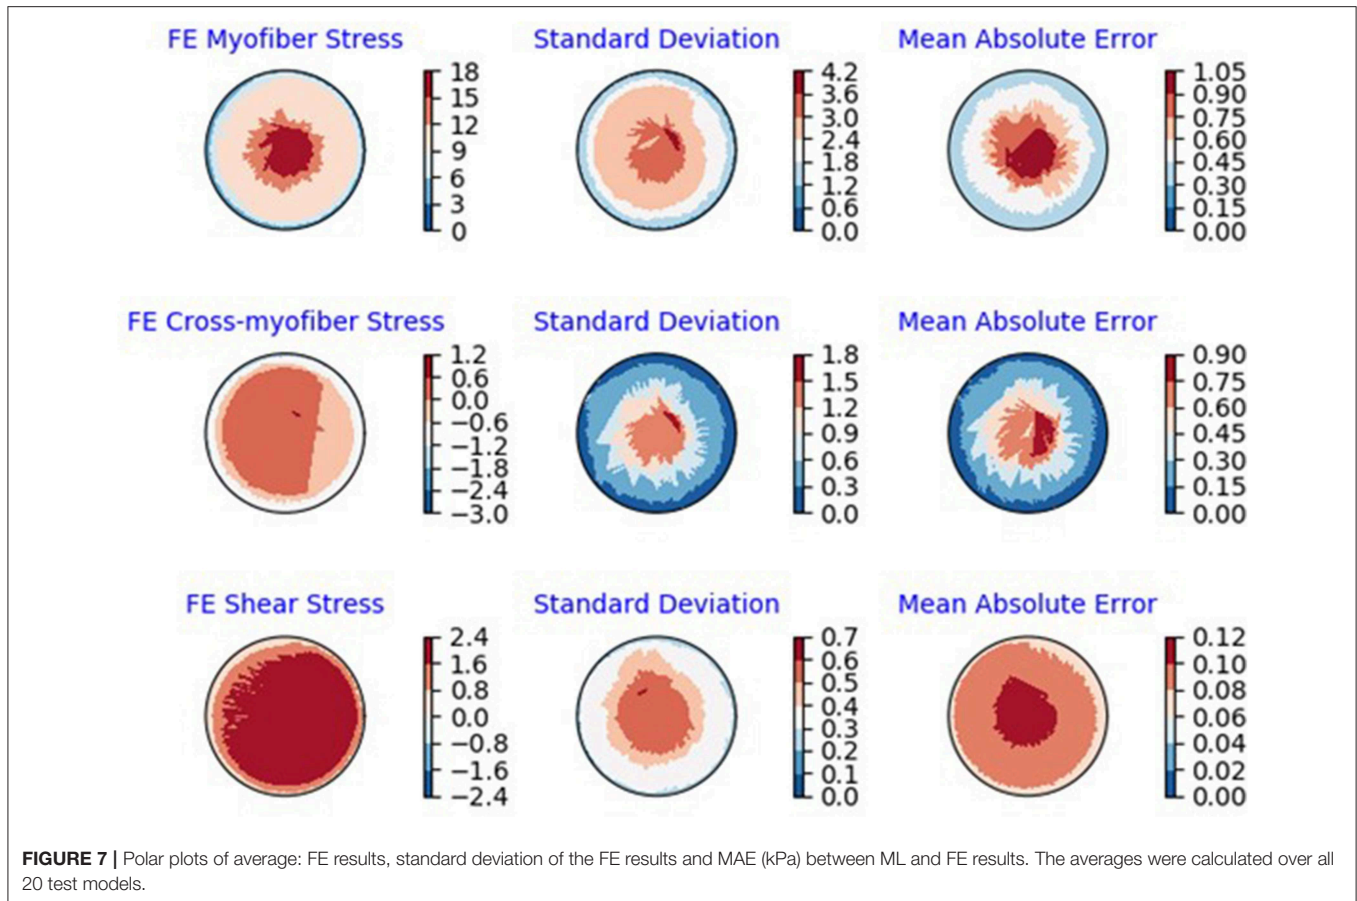 FE Myofiber Stress Standard Deviation Mean Absolute Error
18 4.2 1.05
15 3.6 0.90
12 3.0 0.75
9 2.4 0.60
6 1.8 0.45
3 1.2 0.30
0 0.6 0.15
0.0 0.00
FE Cross-myofiber Stress Standard Deviation Mean Absolute Error
1.2 1.8 0.90
0.6 1.5 0.75
0.0 1.2 0.60
−0.6 0.9 0.45
−1.2 0.6 0.30
−1.8 0.3 0.15
−2.4 0.0 0.00
−3.0
FE Shear Stress Standard Deviation Mean Absolute Error
2.4 0.7 0.12
1.6 0.6 0.10
0.8 0.5 0.08
0.0 0.4 0.06
−0.8 0.3 0.04
−1.6 0.2 0.02
−2.4 0.1 0.00
0.0
FIGURE 7 | Polar plots of average: FE results, standard deviation of the FE results and MAE (kPa) between ML and FE results. The averages were calculated over all
20 test models.